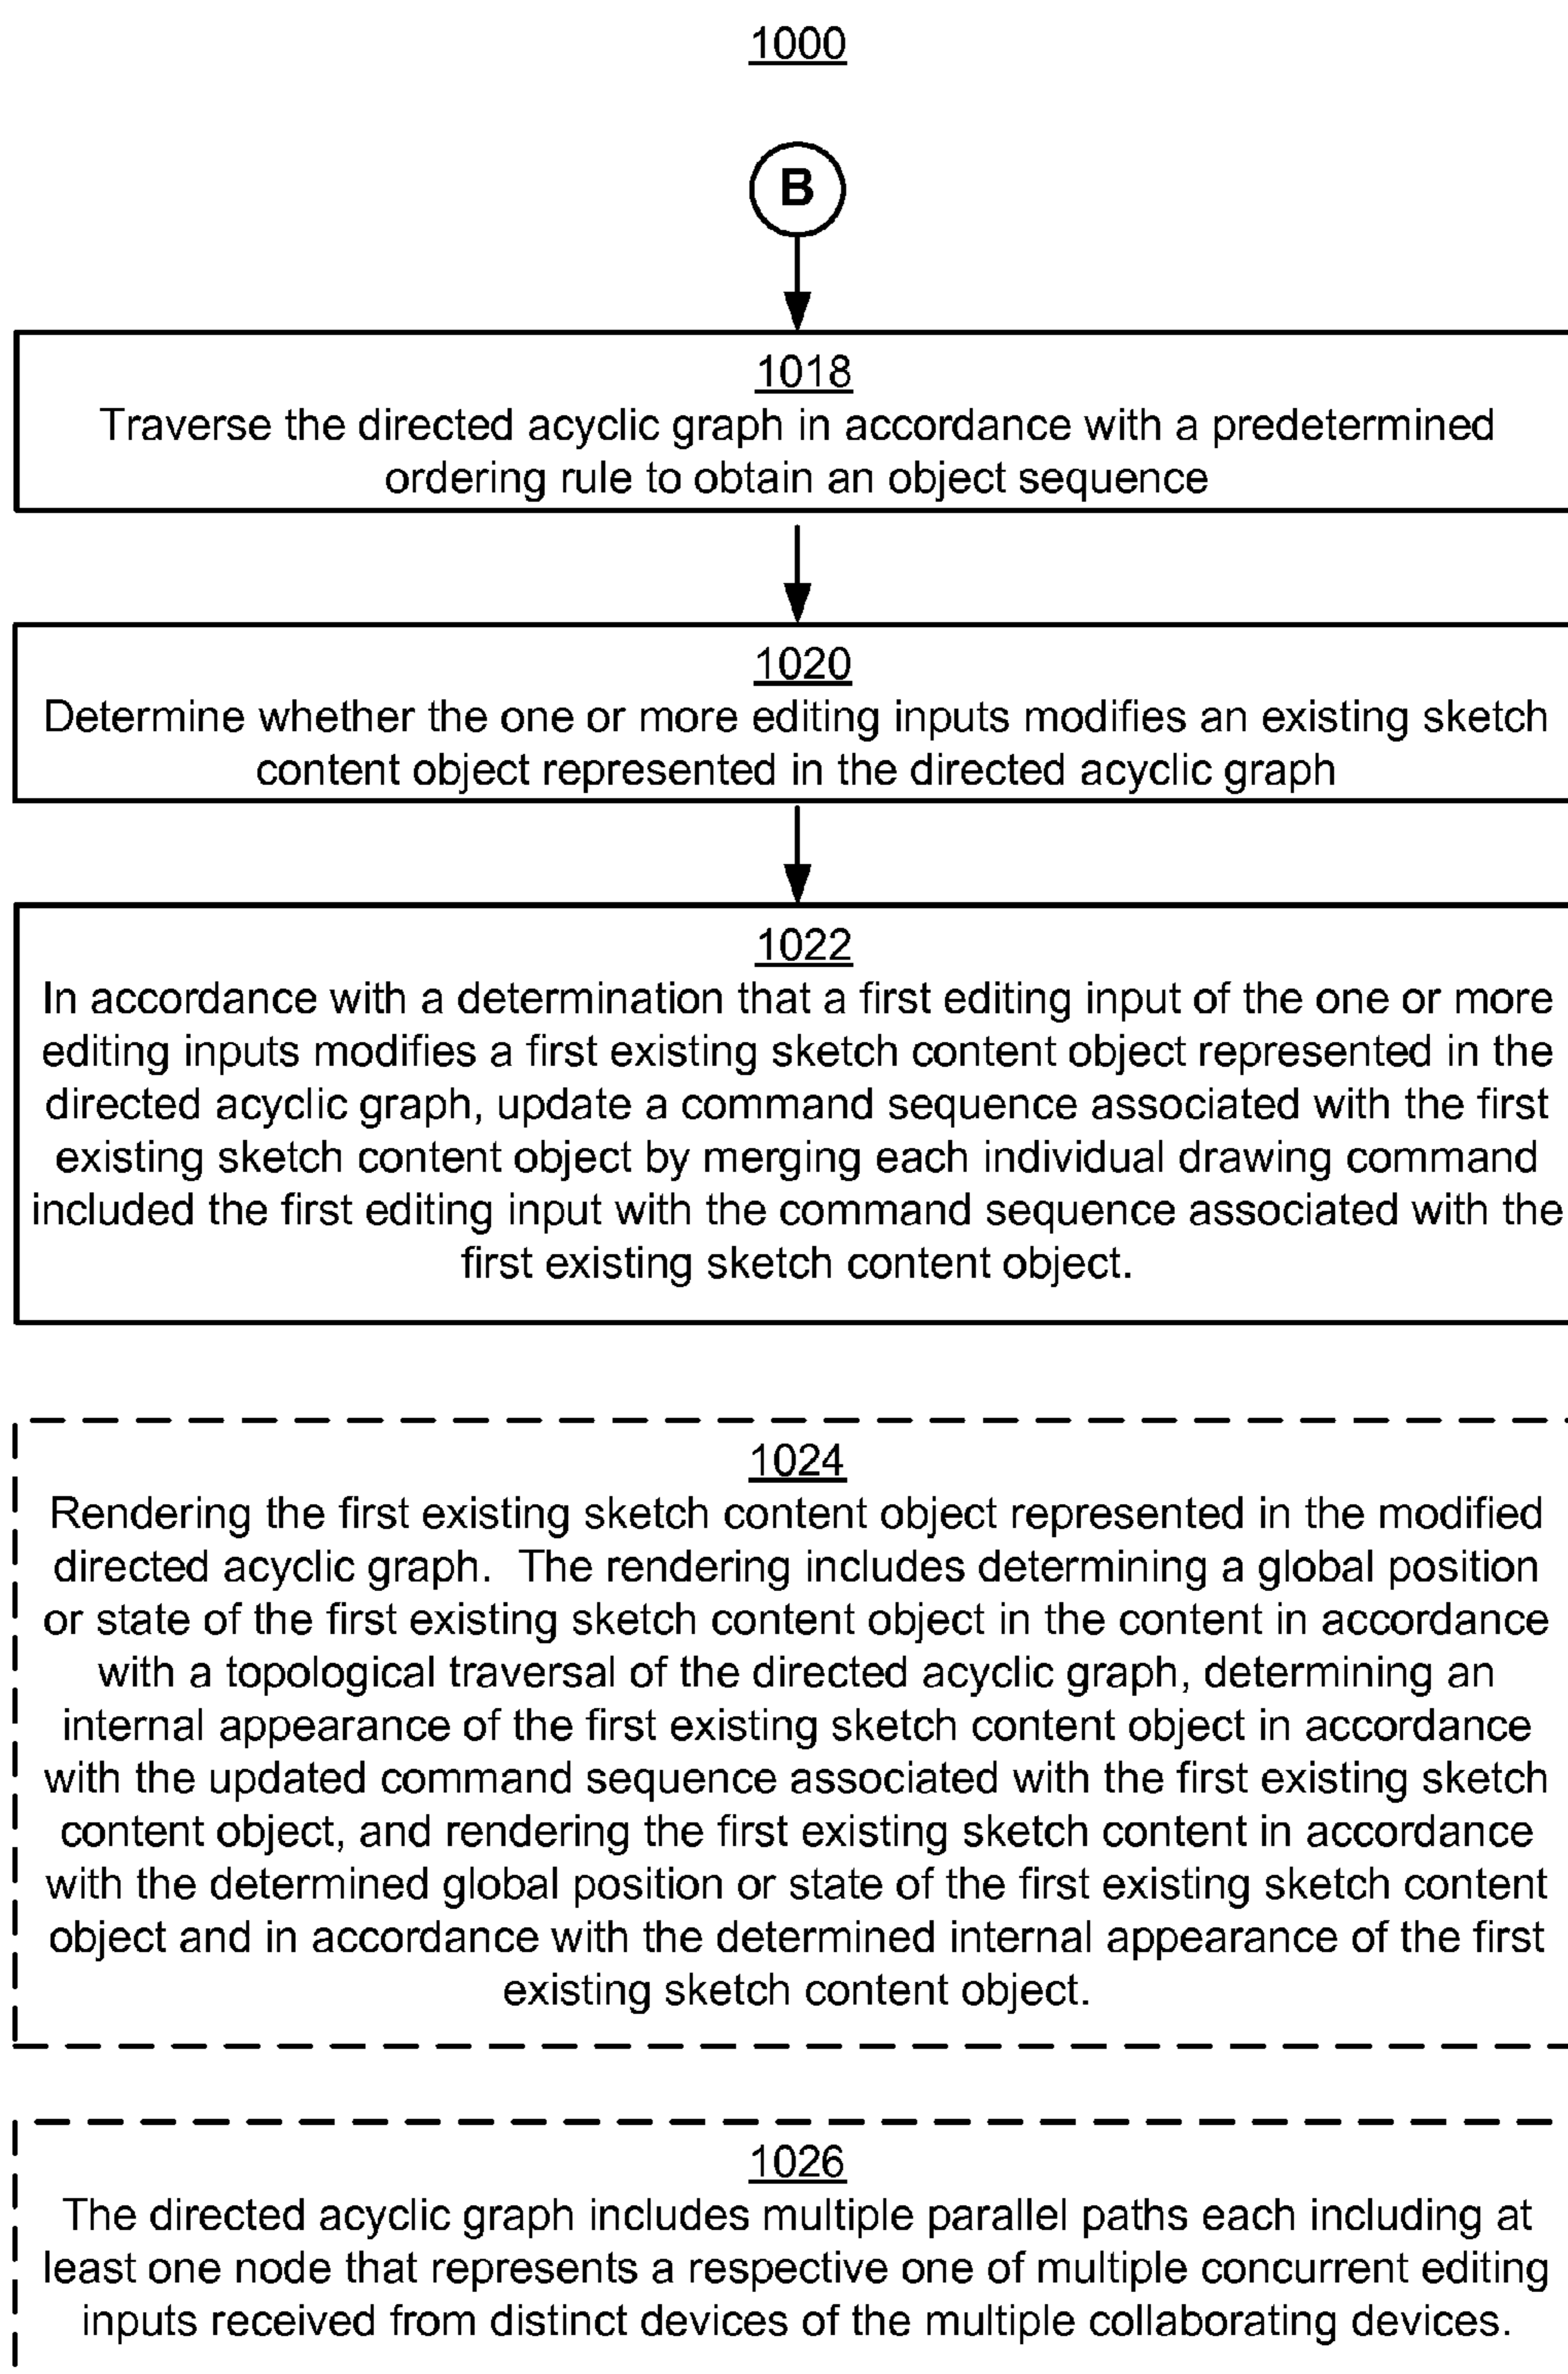 1000
B
1018
Traverse the directed acyclic graph in accordance with a predetermined
ordering rule to obtain an object sequence
1020
Determine whether the one or more editing inputs modifies an existing sketch
content object represented in the directed acyclic graph
1022
In accordance with a determination that a first editing input of the one or more
editing inputs modifies a first existing sketch content object represented in the
directed acyclic graph, update a command sequence associated with the first
existing sketch content object by merging each individual drawing command
included the first editing input with the command sequence associated with the
first existing sketch content object.
1024
Rendering the first existing sketch content object represented in the modified
directed acyclic graph.  The rendering includes determining a global position
or state of the first existing sketch content object in the content in accordance
with a topological traversal of the directed acyclic graph, determining an
internal appearance of the first existing sketch content object in accordance
with the updated command sequence associated with the first existing sketch
content object, and rendering the first existing sketch content in accordance
with the determined global position or state of the first existing sketch content
object and in accordance with the determined internal appearance of the first
existing sketch content object.
1026
The directed acyclic graph includes multiple parallel paths each including at
least one node that represents a respective one of multiple concurrent editing
inputs received from distinct devices of the multiple collaborating devices.